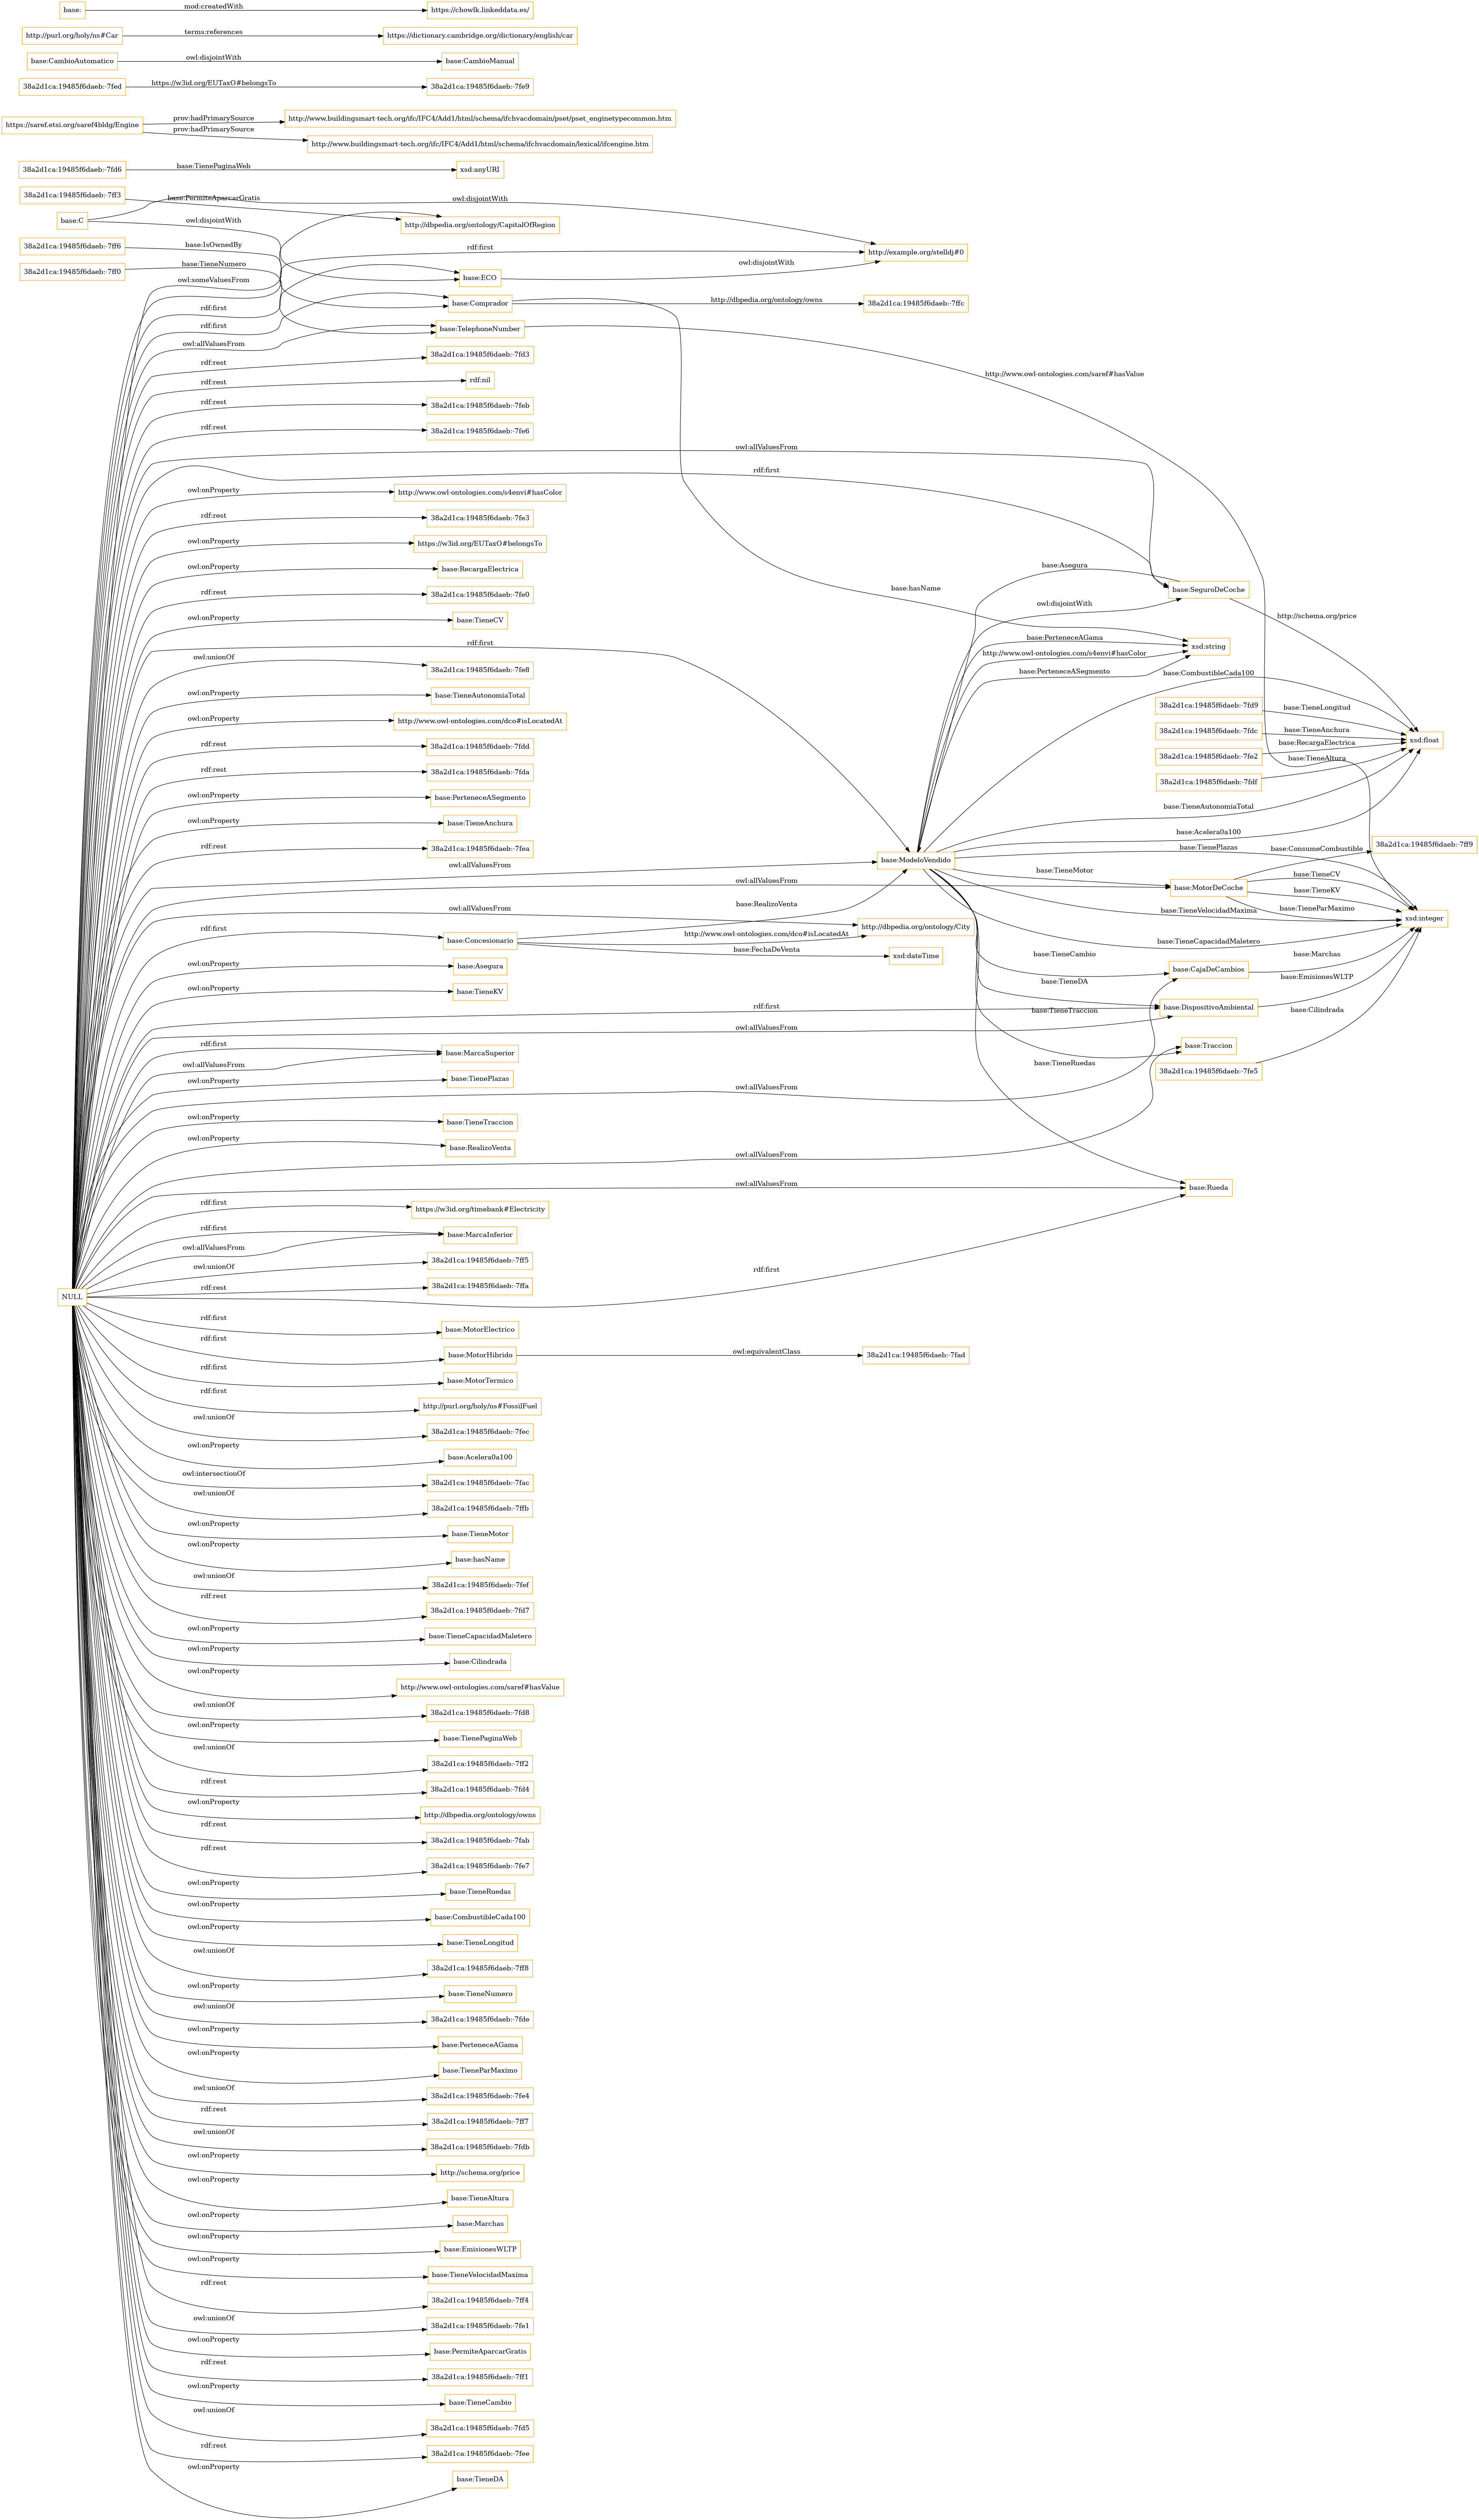 base:
mod:createdWith
https://chowlk.linkeddata.es/
http://purl.org/holy/ns#Car
terms:references
https://dictionary.cambridge.org/dictionary/english/car
base:CambioAutomatico
owl:disjointWith
base:CambioManual
38a2d1ca:19485f6daeb:-7fed
https://w3id.org/EUTaxO#belongsTo
38a2d1ca:19485f6daeb:-7fe9
https://saref.etsi.org/saref4bldg/Engine
prov:hadPrimarySource
http://www.buildingsmart-tech.org/ifc/IFC4/Add1/html/schema/ifchvacdomain/pset/pset_enginetypecommon.htm
prov:hadPrimarySource
http://www.buildingsmart-tech.org/ifc/IFC4/Add1/html/schema/ifchvacdomain/lexical/ifcengine.htm
38a2d1ca:19485f6daeb:-7fd6
base:TienePaginaWeb
xsd:anyURI
38a2d1ca:19485f6daeb:-7ff3
base:PermiteAparcarGratis
owl:disjointWith
base:C
owl:disjointWith
http://dbpedia.org/ontology/CapitalOfRegion
38a2d1ca:19485f6daeb:-7ff6
base:IsOwnedBy
rdf:first
http://example.org/stelldj#0
38a2d1ca:19485f6daeb:-7ff0
base:TieneNumero
owl:disjointWith
base:ECO
owl:someValuesFrom
http://dbpedia.org/ontology/owns
38a2d1ca:19485f6daeb:-7ffc
base:Comprador
rdf:first
rdf:first
base:TelephoneNumber
owl:allValuesFrom
rdf:rest
38a2d1ca:19485f6daeb:-7fd3
http://www.owl-ontologies.com/saref#hasValue
rdf:rest
rdf:nil
rdf:rest
38a2d1ca:19485f6daeb:-7feb
rdf:rest
38a2d1ca:19485f6daeb:-7fe6
owl:allValuesFrom
rdf:first
owl:onProperty
http://www.owl-ontologies.com/s4envi#hasColor
rdf:rest
38a2d1ca:19485f6daeb:-7fe3
owl:onProperty
https://w3id.org/EUTaxO#belongsTo
owl:onProperty
base:RecargaElectrica
base:Asegura
base:SeguroDeCoche
rdf:rest
38a2d1ca:19485f6daeb:-7fe0
base:hasName
owl:disjointWith
http://schema.org/price
owl:onProperty
base:TieneCV
rdf:first
base:PerteneceAGama
xsd:string
http://www.owl-ontologies.com/s4envi#hasColor
owl:unionOf
38a2d1ca:19485f6daeb:-7fe8
base:PerteneceASegmento
base:CombustibleCada100
owl:onProperty
base:TieneAutonomiaTotal
38a2d1ca:19485f6daeb:-7fd9
base:TieneLongitud
owl:onProperty
http://www.owl-ontologies.com/dco#isLocatedAt
38a2d1ca:19485f6daeb:-7fdc
base:TieneAnchura
xsd:float
rdf:rest
38a2d1ca:19485f6daeb:-7fdd
38a2d1ca:19485f6daeb:-7fe2
base:RecargaElectrica
rdf:rest
38a2d1ca:19485f6daeb:-7fda
38a2d1ca:19485f6daeb:-7fdf
base:TieneAltura
owl:onProperty
base:PerteneceASegmento
base:TieneAutonomiaTotal
owl:onProperty
base:TieneAnchura
base:Acelera0a100
rdf:rest
38a2d1ca:19485f6daeb:-7fea
base:TienePlazas
base:ConsumeCombustible
38a2d1ca:19485f6daeb:-7ff9
owl:allValuesFrom
base:ModeloVendido
base:TieneMotor
base:MotorDeCoche
base:TieneCV
owl:allValuesFrom
base:TieneKV
base:RealizoVenta
owl:allValuesFrom
base:TieneVelocidadMaxima
base:TieneParMaximo
xsd:integer
http://dbpedia.org/ontology/City
rdf:first
base:Concesionario
http://www.owl-ontologies.com/dco#isLocatedAt
base:TieneCapacidadMaletero
base:FechaDeVenta
xsd:dateTime
base:TieneCambio
base:Marchas
owl:onProperty
base:Asegura
base:CajaDeCambios
base:TieneDA
base:EmisionesWLTP
owl:onProperty
base:TieneKV
rdf:first
base:DispositivoAmbiental
base:TieneTraccion
base:Cilindrada
owl:allValuesFrom
rdf:first
base:MarcaSuperior
base:Traccion
owl:allValuesFrom
base:TieneRuedas
38a2d1ca:19485f6daeb:-7fe5
owl:onProperty
base:TienePlazas
owl:allValuesFrom
owl:onProperty
base:TieneTraccion
owl:onProperty
base:RealizoVenta
owl:allValuesFrom
owl:allValuesFrom
base:Rueda
rdf:first
https://w3id.org/timebank#Electricity
rdf:first
base:MarcaInferior
owl:allValuesFrom
owl:unionOf
38a2d1ca:19485f6daeb:-7ff5
rdf:first
rdf:rest
38a2d1ca:19485f6daeb:-7ffa
NULL
rdf:first
base:MotorElectrico
rdf:first
base:MotorHibrido
owl:equivalentClass
38a2d1ca:19485f6daeb:-7fad
rdf:first
base:MotorTermico
rdf:first
http://purl.org/holy/ns#FossilFuel
owl:unionOf
38a2d1ca:19485f6daeb:-7fec
owl:onProperty
base:Acelera0a100
owl:intersectionOf
38a2d1ca:19485f6daeb:-7fac
owl:unionOf
38a2d1ca:19485f6daeb:-7ffb
owl:onProperty
base:TieneMotor
owl:onProperty
base:hasName
owl:unionOf
38a2d1ca:19485f6daeb:-7fef
rdf:rest
38a2d1ca:19485f6daeb:-7fd7
owl:onProperty
base:TieneCapacidadMaletero
owl:onProperty
base:Cilindrada
owl:onProperty
http://www.owl-ontologies.com/saref#hasValue
owl:unionOf
38a2d1ca:19485f6daeb:-7fd8
owl:onProperty
base:TienePaginaWeb
owl:unionOf
38a2d1ca:19485f6daeb:-7ff2
rdf:rest
38a2d1ca:19485f6daeb:-7fd4
owl:onProperty
http://dbpedia.org/ontology/owns
rdf:rest
38a2d1ca:19485f6daeb:-7fab
rdf:rest
38a2d1ca:19485f6daeb:-7fe7
owl:onProperty
base:TieneRuedas
owl:onProperty
base:CombustibleCada100
owl:onProperty
base:TieneLongitud
owl:unionOf
38a2d1ca:19485f6daeb:-7ff8
owl:onProperty
base:TieneNumero
owl:unionOf
38a2d1ca:19485f6daeb:-7fde
owl:onProperty
base:PerteneceAGama
owl:onProperty
base:TieneParMaximo
owl:unionOf
38a2d1ca:19485f6daeb:-7fe4
rdf:rest
38a2d1ca:19485f6daeb:-7ff7
owl:unionOf
38a2d1ca:19485f6daeb:-7fdb
owl:onProperty
http://schema.org/price
owl:onProperty
base:TieneAltura
owl:onProperty
base:Marchas
owl:onProperty
base:EmisionesWLTP
owl:onProperty
base:TieneVelocidadMaxima
rdf:rest
38a2d1ca:19485f6daeb:-7ff4
owl:unionOf
38a2d1ca:19485f6daeb:-7fe1
owl:onProperty
base:PermiteAparcarGratis
rdf:rest
38a2d1ca:19485f6daeb:-7ff1
owl:onProperty
base:TieneCambio
owl:unionOf
38a2d1ca:19485f6daeb:-7fd5
rdf:rest
38a2d1ca:19485f6daeb:-7fee
owl:onProperty
base:TieneDA